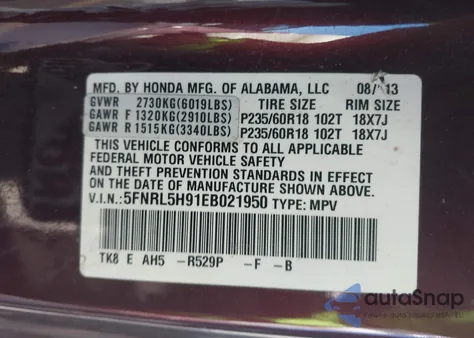 MFD. BY HONDA MFG. OF ALABAMA, LLC 08/13
GVWR 2730KG(6019LBS) TIRE SIZE RIM SIZE
GAWR F 1320KG(2910LBS) P235/60R18 102T 18X7J
GAWR R 1515KG(3340LBS) P235/60R18 102T 18X7J
THIS VEHICLE CONFORMS TO ALL APPLICABLE
FEDERAL MOTOR VEHICLE SAFETY
AND THEFT PREVENTION STANDARDS IN EFFECT
ON THE DATE OF MANUFACTURE SHOWN ABOVE.
V.I.N.:5FNRL5H91EB021950 TYPE: MPV
TK8 E AH5 -R529P -F -B
autoSnap